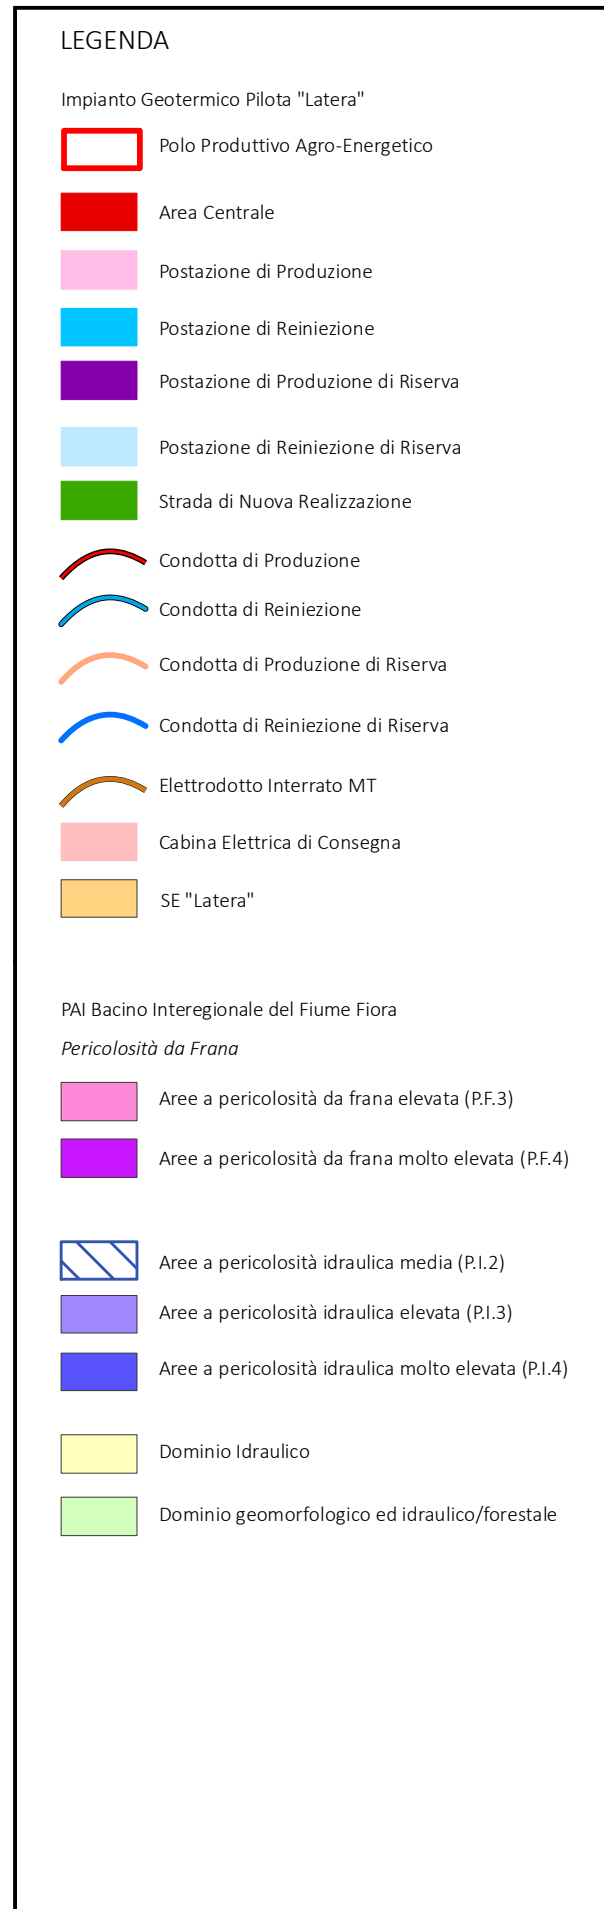 LEGENDA
Impianto Geotermico Pilota "Latera"
Polo Produttivo Agro-Energetico
Area Centrale
Postazione di Produzione
Postazione di Reiniezione
Postazione di Produzione di Riserva
Postazione di Reiniezione di Riserva
Strada di Nuova Realizzazione
Condotta di Produzione
Condotta di Reiniezione
Condotta di Produzione di Riserva
Condotta di Reiniezione di Riserva
Elettrodotto Interrato MT
Cabina Elettrica di Consegna
SE "Latera"
PAI Bacino Interegionale del Fiume Fiora
Pericolosità da Frana
Aree a pericolosità da frana elevata (P.F.3)
Aree a pericolosità da frana molto elevata (P.F.4)
Aree a pericolosità idraulica media (P.I.2)
Aree a pericolosità idraulica elevata (P.I.3)
Aree a pericolosità idraulica molto elevata (P.I.4)
Dominio Idraulico
Dominio geomorfologico ed idraulico/forestale